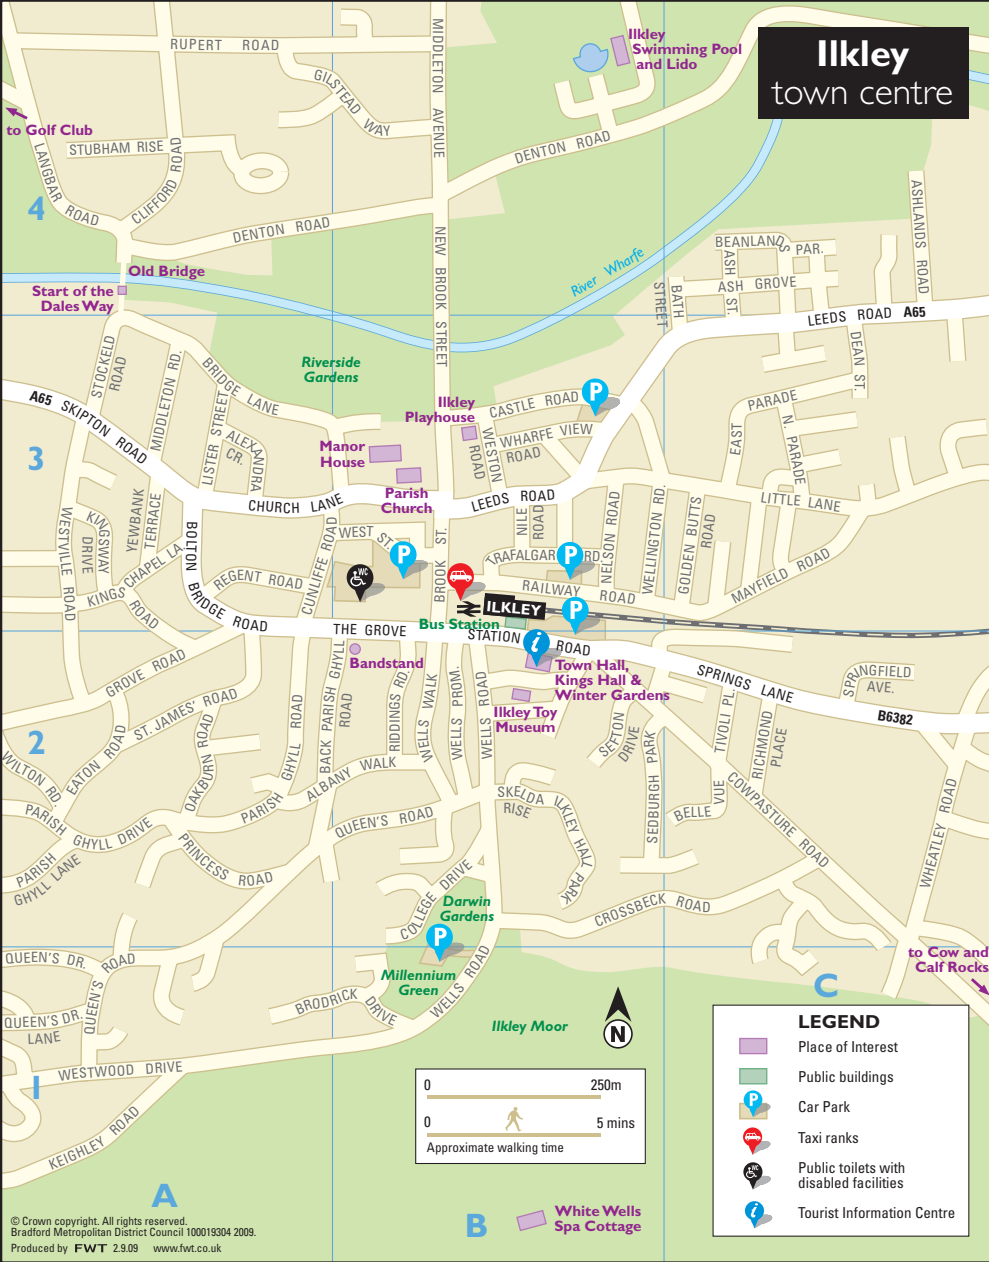 Ilkley
town centre
RUPERT ROAD
GILSTEAD WAY
MIDDLETON AVENUE
Ilkley
Swimming Pool
and Lido
to Golf Club
LANGBAR ROAD
STUBHAM RISE
CLIFFORD ROAD
DENTON ROAD
DENTON ROAD
4
ASHLANDS ROAD
BEANLANDS PAR.
ASH ST.
ASH GROVE
NEW BROOK STREET
River Wharfe
Old Bridge
Start of the
Dales Way
BATH
STREET
LEEDS ROAD A65
DEAN ST.
STOCKELD
ROAD
MIDDLETON RD.
BRIDGE LANE
Riverside
Gardens
A65 SKIPTON ROAD
LISTER STREET
ALEXANDRA
CR.
Ilkley
Playhouse
CASTLE ROAD
P
WHARFE VIEW
ROAD
WESTON
ROAD
PARADE
EAST
N. PARADE
3
Manor
House
Parish
Church
CHURCH LANE
LEEDS ROAD
LITTLE LANE
YEWBANK
TERRACE
KINGSWAY
DRIVE
WESTVILLE ROAD
CHAPEL LA.
KINGS ROAD
BOLTON BRIDGE ROAD
REGENT ROAD
CUNLIFFE ROAD
WEST ST.
P
WC
BROOK ST.
NILE
ROAD
TRAFALGAR RD
P
NELSON ROAD
WELLINGTON RD.
GOLDEN BUTTS
ROAD
MAYFIELD ROAD
RAILWAY ROAD
ILKLEY
P
Bus Station
THE GROVE
STATION ROAD
i
Bandstand
Town Hall,
Kings Hall &
Winter Gardens
Ilkley Toy
Museum
SPRINGS LANE
SPRINGFIELD
AVE.
B6382
GROVE ROAD
ST. JAMES' ROAD
2
WILTON RD.
EATON ROAD
OAKBURN ROAD
GHYLL ROAD
PARISH
BACK PARISH GHYLL
ROAD
RIDDINGS RD.
WELLS WALK
WELLS PROM.
WELLS ROAD
ALBANY WALK
QUEEN'S ROAD
SEFTON
DRIVE
SEDBURGH PARK
TIVOLI PL.
RICHMOND
PLACE
BELLE VUE
COWPASTURE ROAD
WHEATLEY ROAD
SKELDA
RISE
ILKLEY HALL PARK
PARISH GHYLL DRIVE
PARISH
GHYLL LANE
PRINCESS ROAD
COLLEGE DRIVE
Darwin
Gardens
P
Millennium
Green
CROSSBECK ROAD
to Cow and
Calf Rocks
QUEEN'S DR.
QUEEN'S ROAD
QUEEN'S DR.
LANE
BRODRICK DRIVE
WELLS ROAD
Ilkley Moor
N
C
WESTWOOD DRIVE
1
KEIGHLEY ROAD
0 250m
0 5 mins
Approximate walking time
LEGEND
Place of Interest
Public buildings
P
Car Park
Taxi ranks
WC
Public toilets with
disabled facilities
i
Tourist Information Centre
A
B
White Wells
Spa Cottage
© Crown copyright. All rights reserved.
Bradford Metropolitan District Council 100019304 2009.
Produced by FWT 2.9.09 www.fwt.co.uk